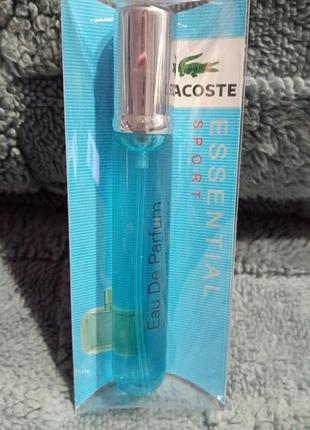 LACOSTE
ESSENTIAL
SPORT
Eau De Parfum